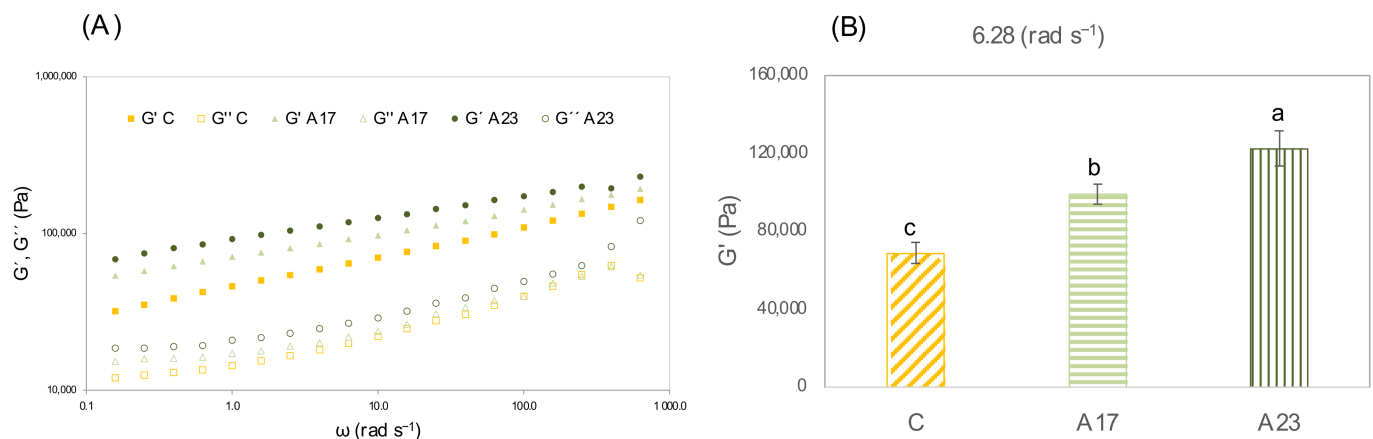 (A)
1,000,000
G' C
G'' C
G' A17
G'' A17
G´ A23
G´´ A23
G´, G´´ (Pa)
100,000
10,000
0.1
1.0
10.0
100.0
1 000.0
ω (rad s⁻¹)
(B)
6.28 (rad s⁻¹)
160,000
120,000
80,000
40,000
0
G' (Pa)
c
b
a
C
A17
A23